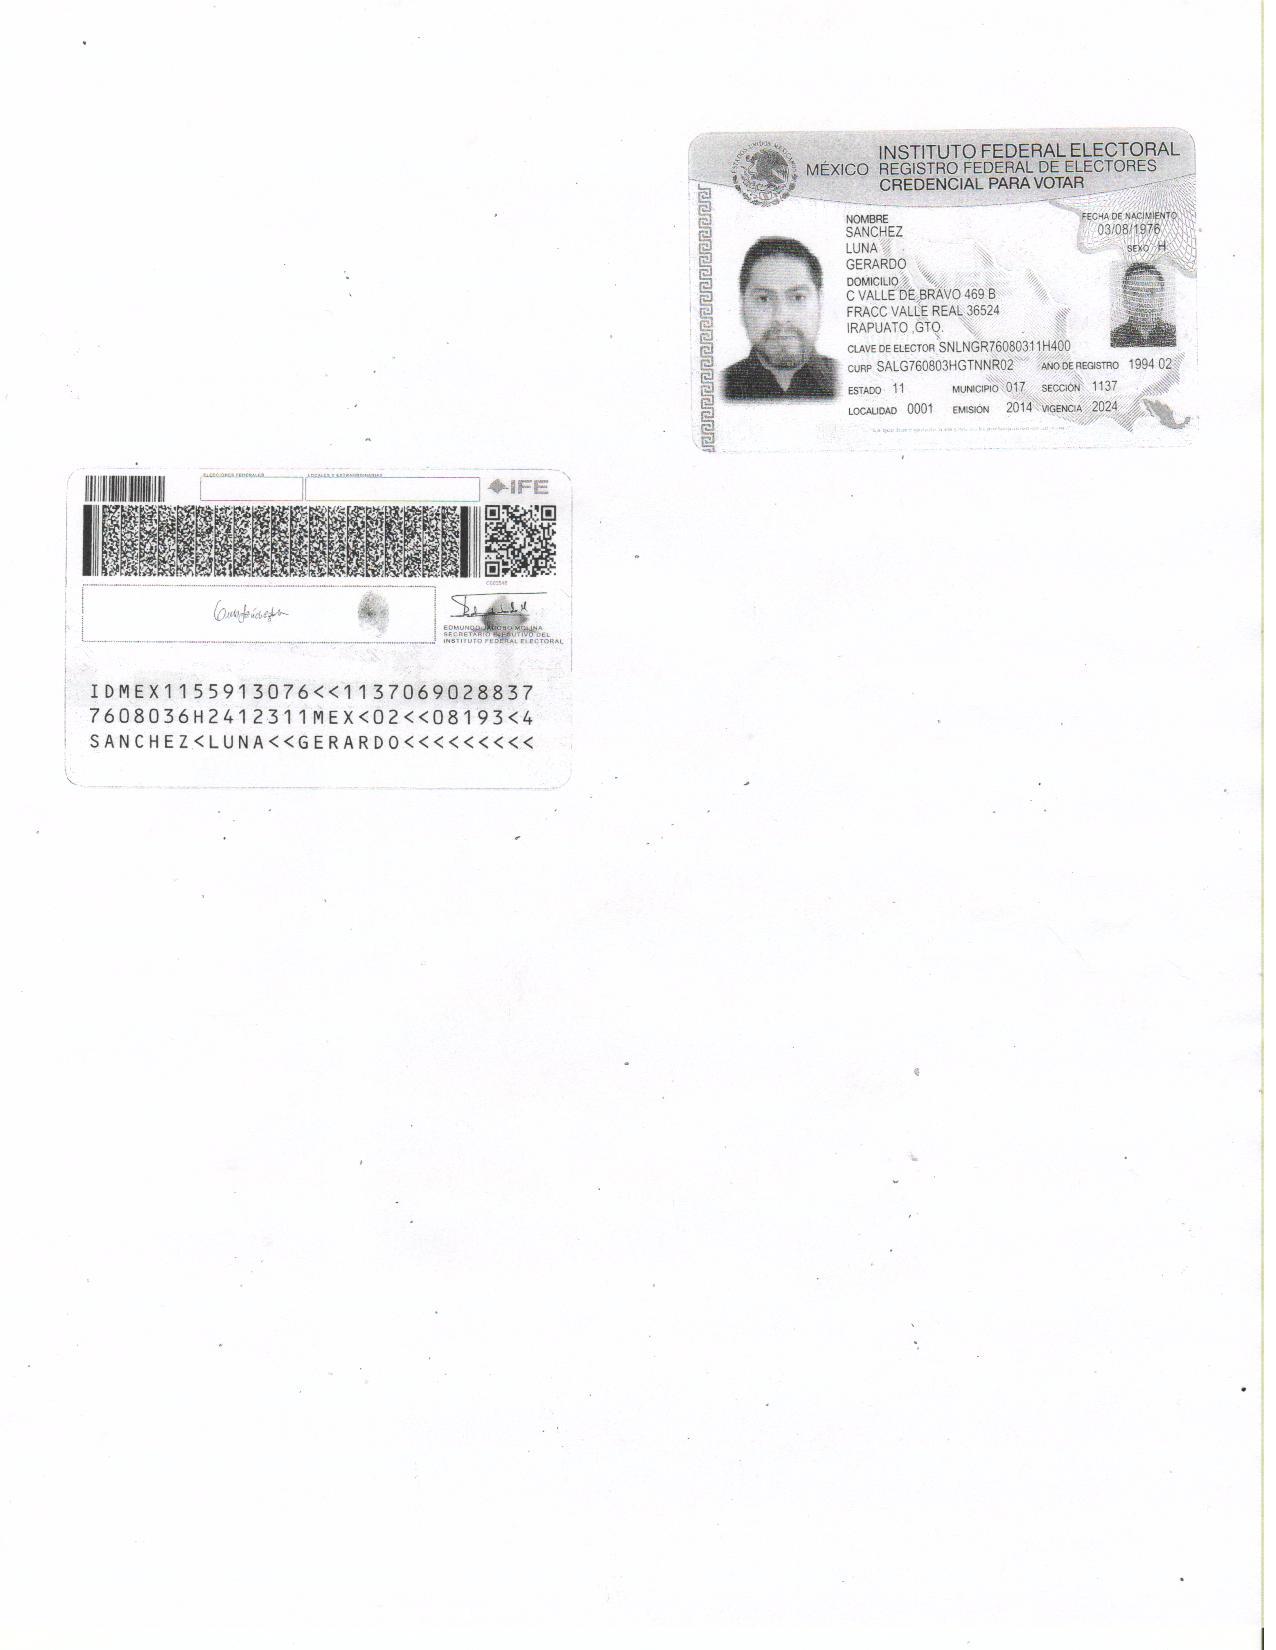 INSTITUTO FEDERAL ELECTORAL
MÉXICO REGISTRO FEDERAL DE ELECTORES
CREDENCIAL PARA VOTAR
NOMBRE
SANCHEZ
LUNA
GERARDO
FECHA DE NACIMIENTO
03/08/1976
SEXO H
DOMICILIO
C VALLE DE BRAVO 469 B
FRACC VALLE REAL 36524
IRAPUATO ,GTO.
CLAVE DE ELECTOR SNLNGR76080311H400
CURP SALG760803HGTNNR02 AÑO DE REGISTRO 1994 02
ESTADO 11 MUNICIPIO 017 SECCIÓN 1137
LOCALIDAD 0001 EMISIÓN 2014 VIGENCIA 2024
ELECCIONES FEDERALES LOCALES Y EXTRAORDINARIAS
IFE
EDMUNDO JACOBO MOLINA
SECRETARIO EJECUTIVO DEL
INSTITUTO FEDERAL ELECTORAL
IDMEX1155913076<<1137069028837
7608036H2412311MEX<02<<08193<4
SANCHEZ<LUNA<<GERARDO<<<<<<<<<